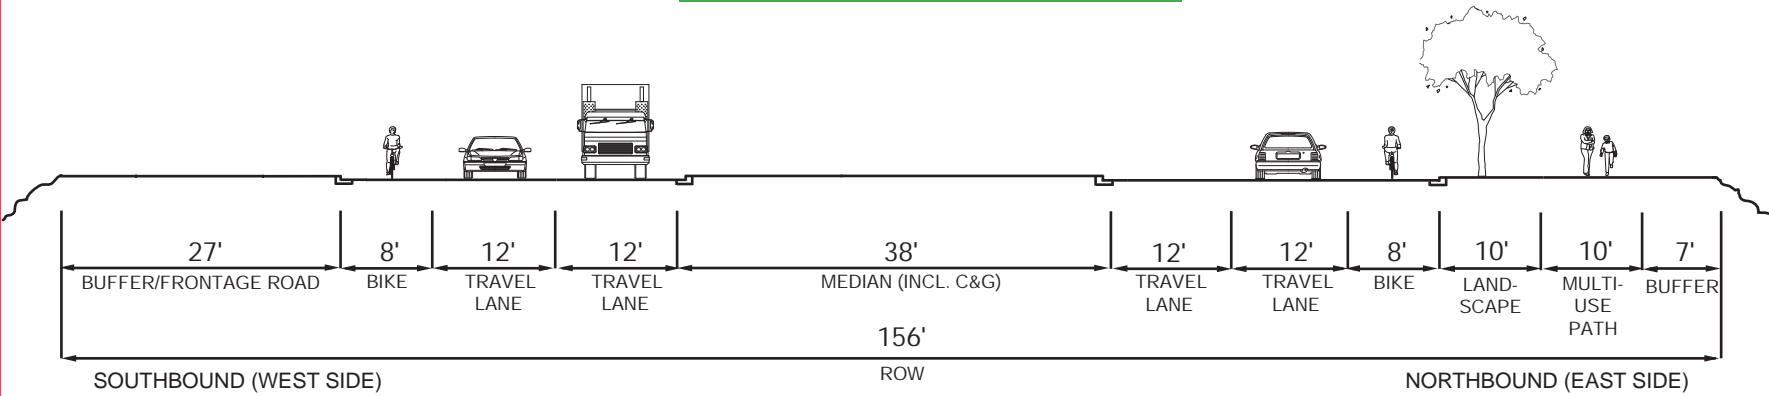 27' 8' 12' 12' 38' 12' 12' 8' 10' 10' 7'
BUFFER/FRONTAGE ROAD BIKE TRAVEL TRAVEL MEDIAN (INCL. C&G) TRAVEL TRAVEL BIKE LAND- MULTI- BUFFER
LANE LANE LANE LANE SCAPE USE
PATH
156'
ROW
SOUTHBOUND (WEST SIDE) NORTHBOUND (EAST SIDE)